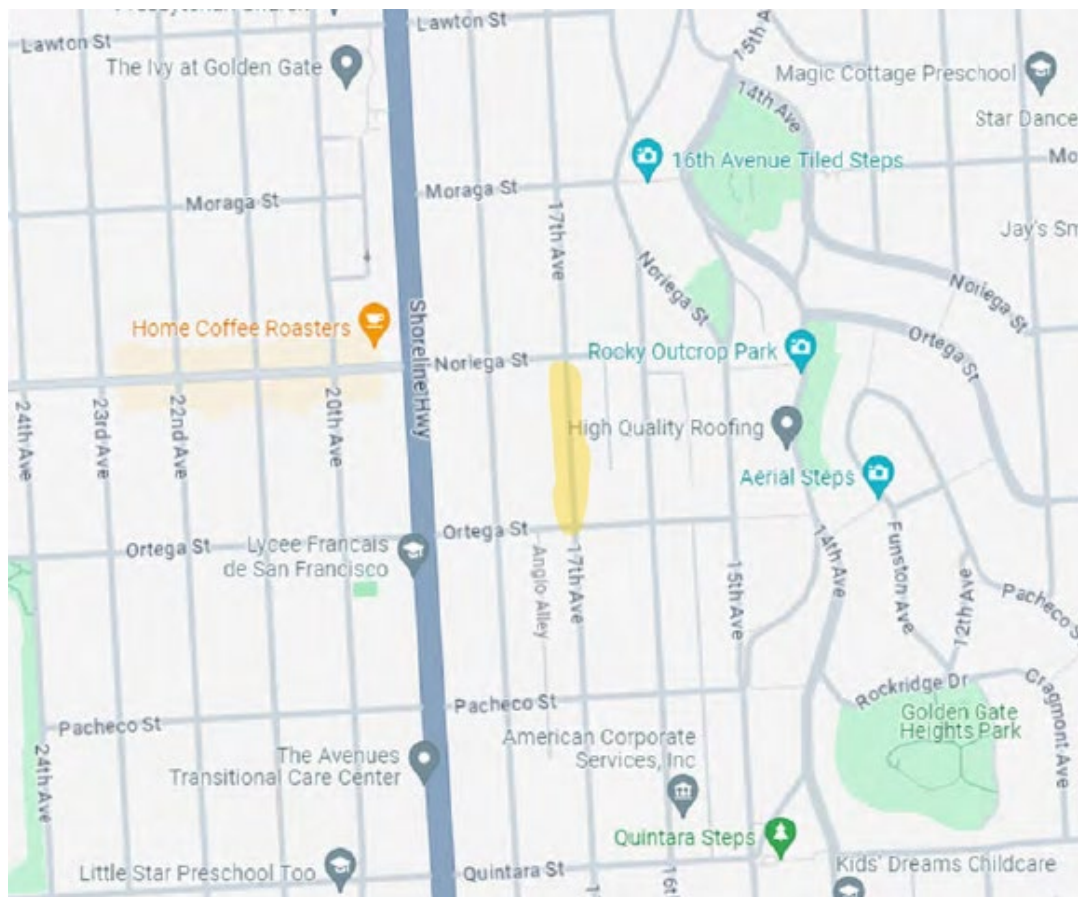 Lawton St
Lawton St
15th A
The Ivy at Golden Gate
Magic Cottage Preschool
14th Ave
Star Dance
16th Avenue Tiled Steps
Mo
Moraga St
Moraga St
17th Ave
Jay's Sm
Noriega St
Noriega St
Home Coffee Roasters
Shoreline Hwy
Noriega St
Rocky Outcrop Park
Ortega St
24th Ave
23rd Ave
22nd Ave
20th Ave
High Quality Roofing
Aerial Steps
Ortega St
Ortega St
Lycee Francais
de San Francisco
Anglo Alley
17th Ave
15th Ave
14th Ave
Funston Ave
12th Ave
Pacheco S
Pacheco St
Pacheco St
Rockridge Dr
Cragmont Ave
Golden Gate
Heights Park
24th Ave
The Avenues
Transitional Care Center
American Corporate
Services, Inc
Quintara Steps
Little Star Preschool Too
Quintara St
1
16th
Kids' Dreams Childcare